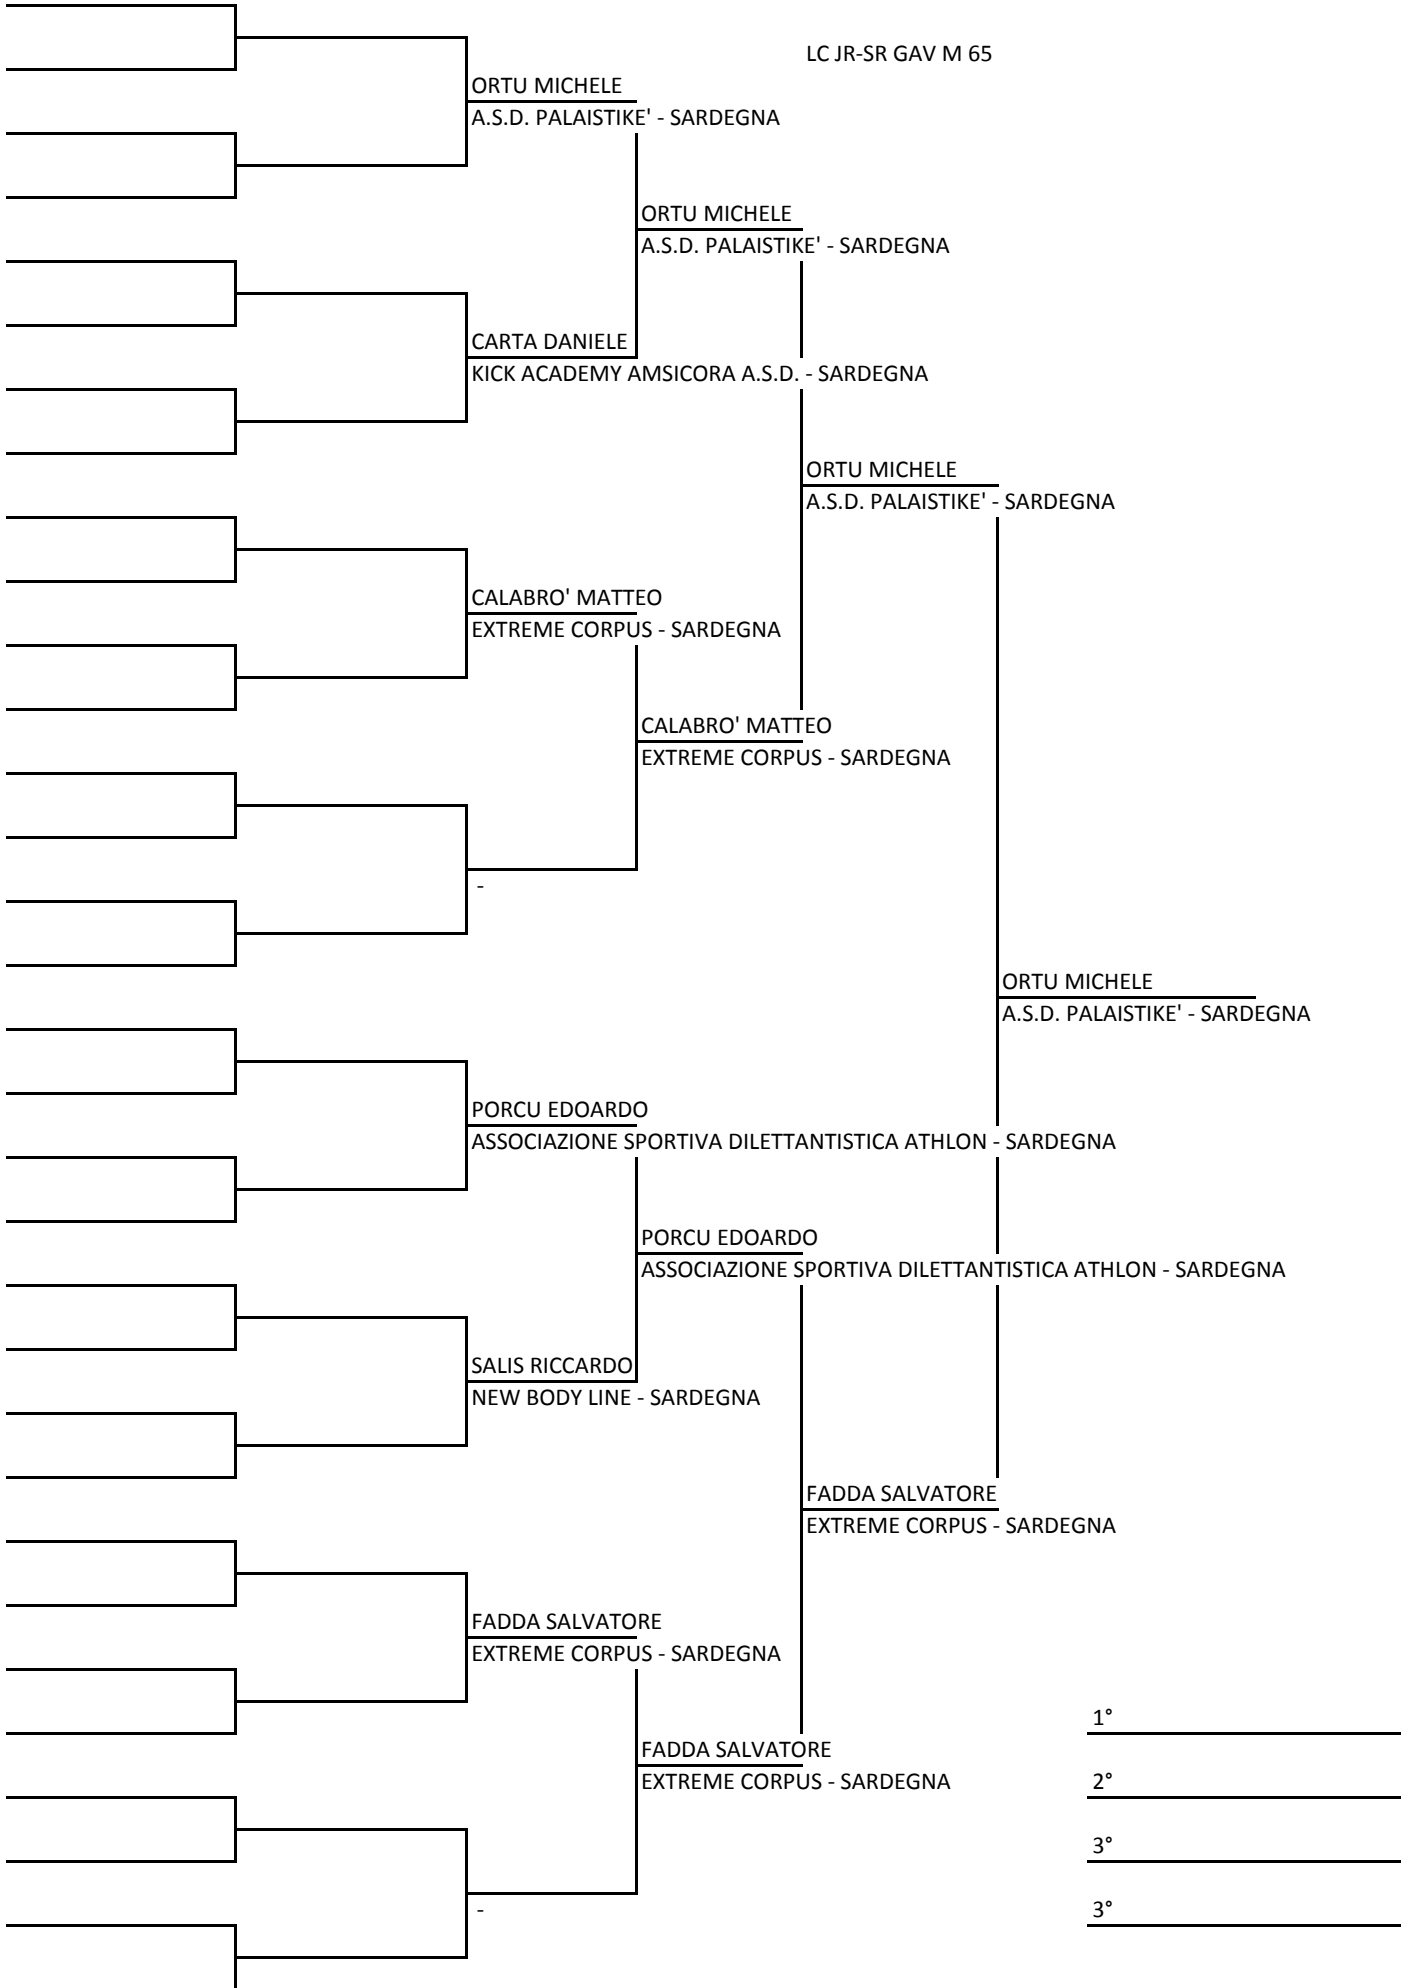 LC JR-SR GAV M 65
ORTU MICHELE
A.S.D. PALAISTIKE' - SARDEGNA
ORTU MICHELE
A.S.D. PALAISTIKE' - SARDEGNA
CARTA DANIELE
KICK ACADEMY AMSICORA A.S.D. - SARDEGNA
ORTU MICHELE
A.S.D. PALAISTIKE' - SARDEGNA
CALABRO' MATTEO
EXTREME CORPUS - SARDEGNA
CALABRO' MATTEO
EXTREME CORPUS - SARDEGNA
-
ORTU MICHELE
A.S.D. PALAISTIKE' - SARDEGNA
PORCU EDOARDO
ASSOCIAZIONE SPORTIVA DILETTANTISTICA ATHLON - SARDEGNA
PORCU EDOARDO
ASSOCIAZIONE SPORTIVA DILETTANTISTICA ATHLON - SARDEGNA
SALIS RICCARDO
NEW BODY LINE - SARDEGNA
FADDA SALVATORE
EXTREME CORPUS - SARDEGNA
FADDA SALVATORE
EXTREME CORPUS - SARDEGNA
1°
FADDA SALVATORE
EXTREME CORPUS - SARDEGNA
2°
3°
-
3°